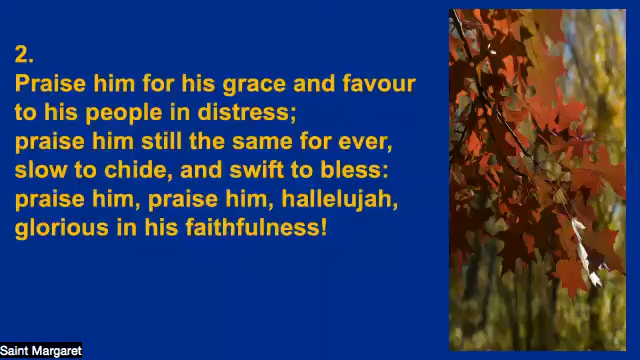 2.
Praise him for his grace and favour
to his people in distress;
praise him still the same for ever,
slow to chide, and swift to bless:
praise him, praise him, hallelujah,
glorious in his faithfulness!
Saint Margaret